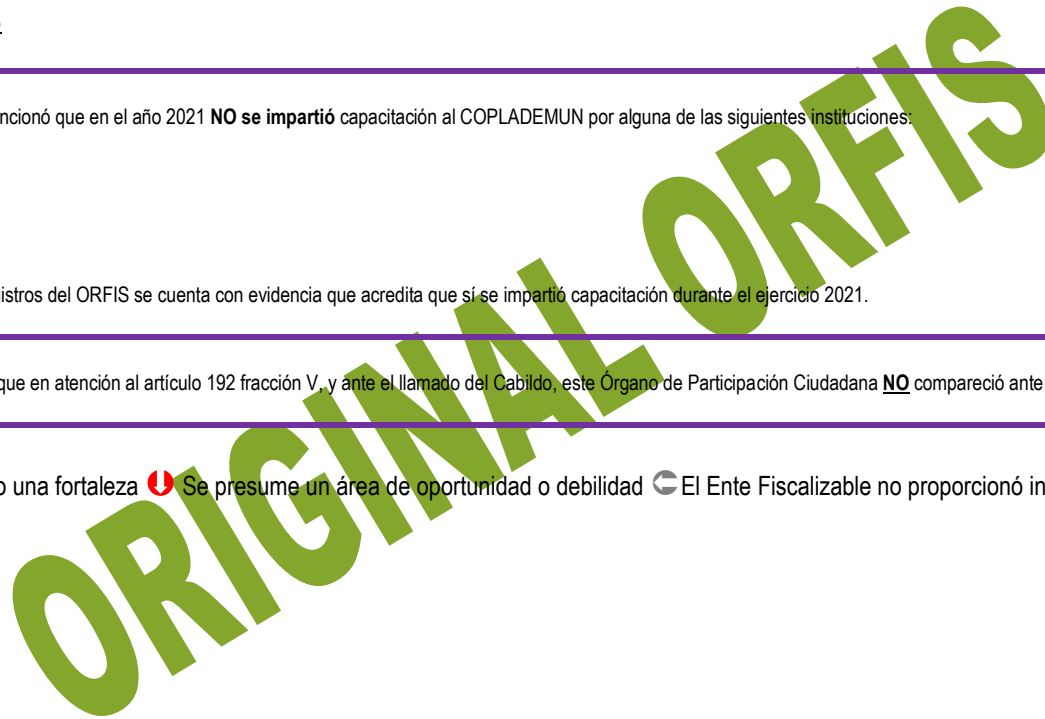 ncionó que en el año 2021 NO se impartió capacitación al COPLADEMUN por alguna de las siguientes instituciones:
istros del ORFIS se cuenta con evidencia que acredita que sí se impartió capacitación durante el ejercicio 2021.
que en atención al artículo 192 fracción V, y ante el llamado del Cabildo, este Órgano de Participación Ciudadana NO compareció ante
o una fortaleza Se presume un área de oportunidad o debilidad El Ente Fiscalizable no proporcionó in
ORIGINAL ORFIS